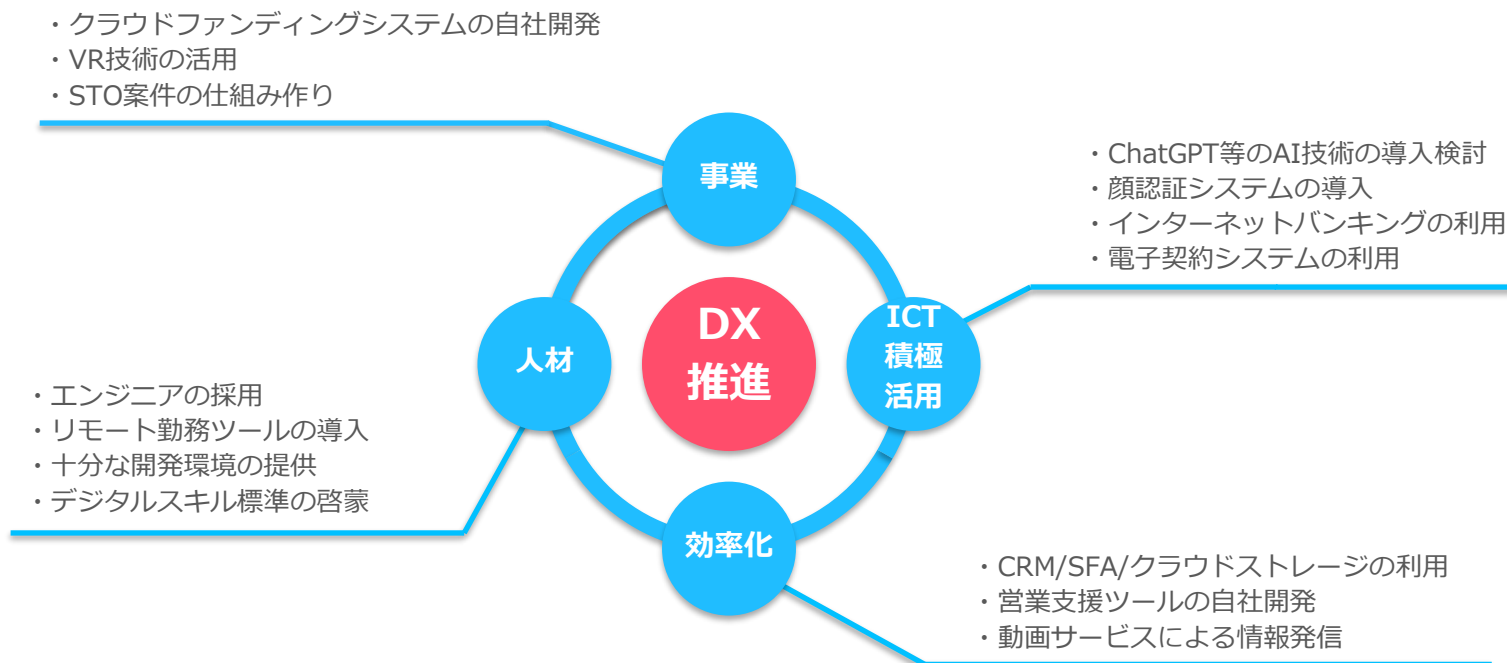 ・クラウドファンディングシステムの自社開発
・VR技術の活用
・STO案件の仕組み作り
事業
・ChatGPT等のAI技術の導入検討
・顔認証システムの導入
・インターネットバンキングの利用
・電子契約システムの利用
DX
推進
ICT
積極
活用
人材
・エンジニアの採用
・リモート勤務ツールの導入
・十分な開発環境の提供
・デジタルスキル標準の啓蒙
効率化
・CRM/SFA/クラウドストレージの利用
・営業支援ツールの自社開発
・動画サービスによる情報発信